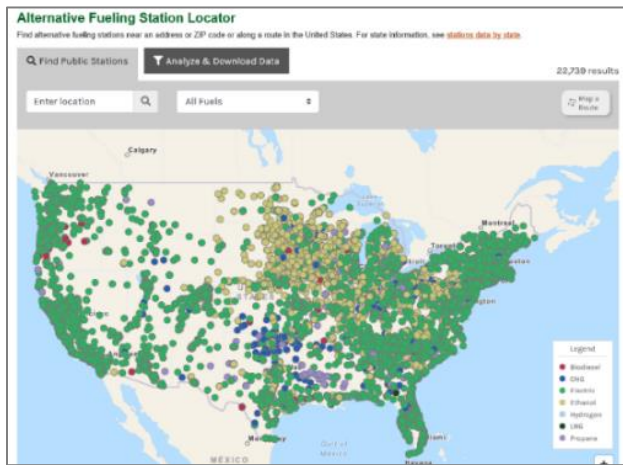 Alternative Fueling Station Locator
Find alternative fueling stations near an address or ZIP code or along a route in the United States. For state information, see stations data by state.
Find Public Stations
Analyze & Download Data
22,739 results
Enter location
All Fuels
Map a
Route
Calgary
Vancouver
Montreal
Toronto
MÉXICO
Gulf of
Mexico
Miami
Havana
Legend
Biodiesel
CNG
Electric
Ethanol
Hydrogen
LNG
Propane